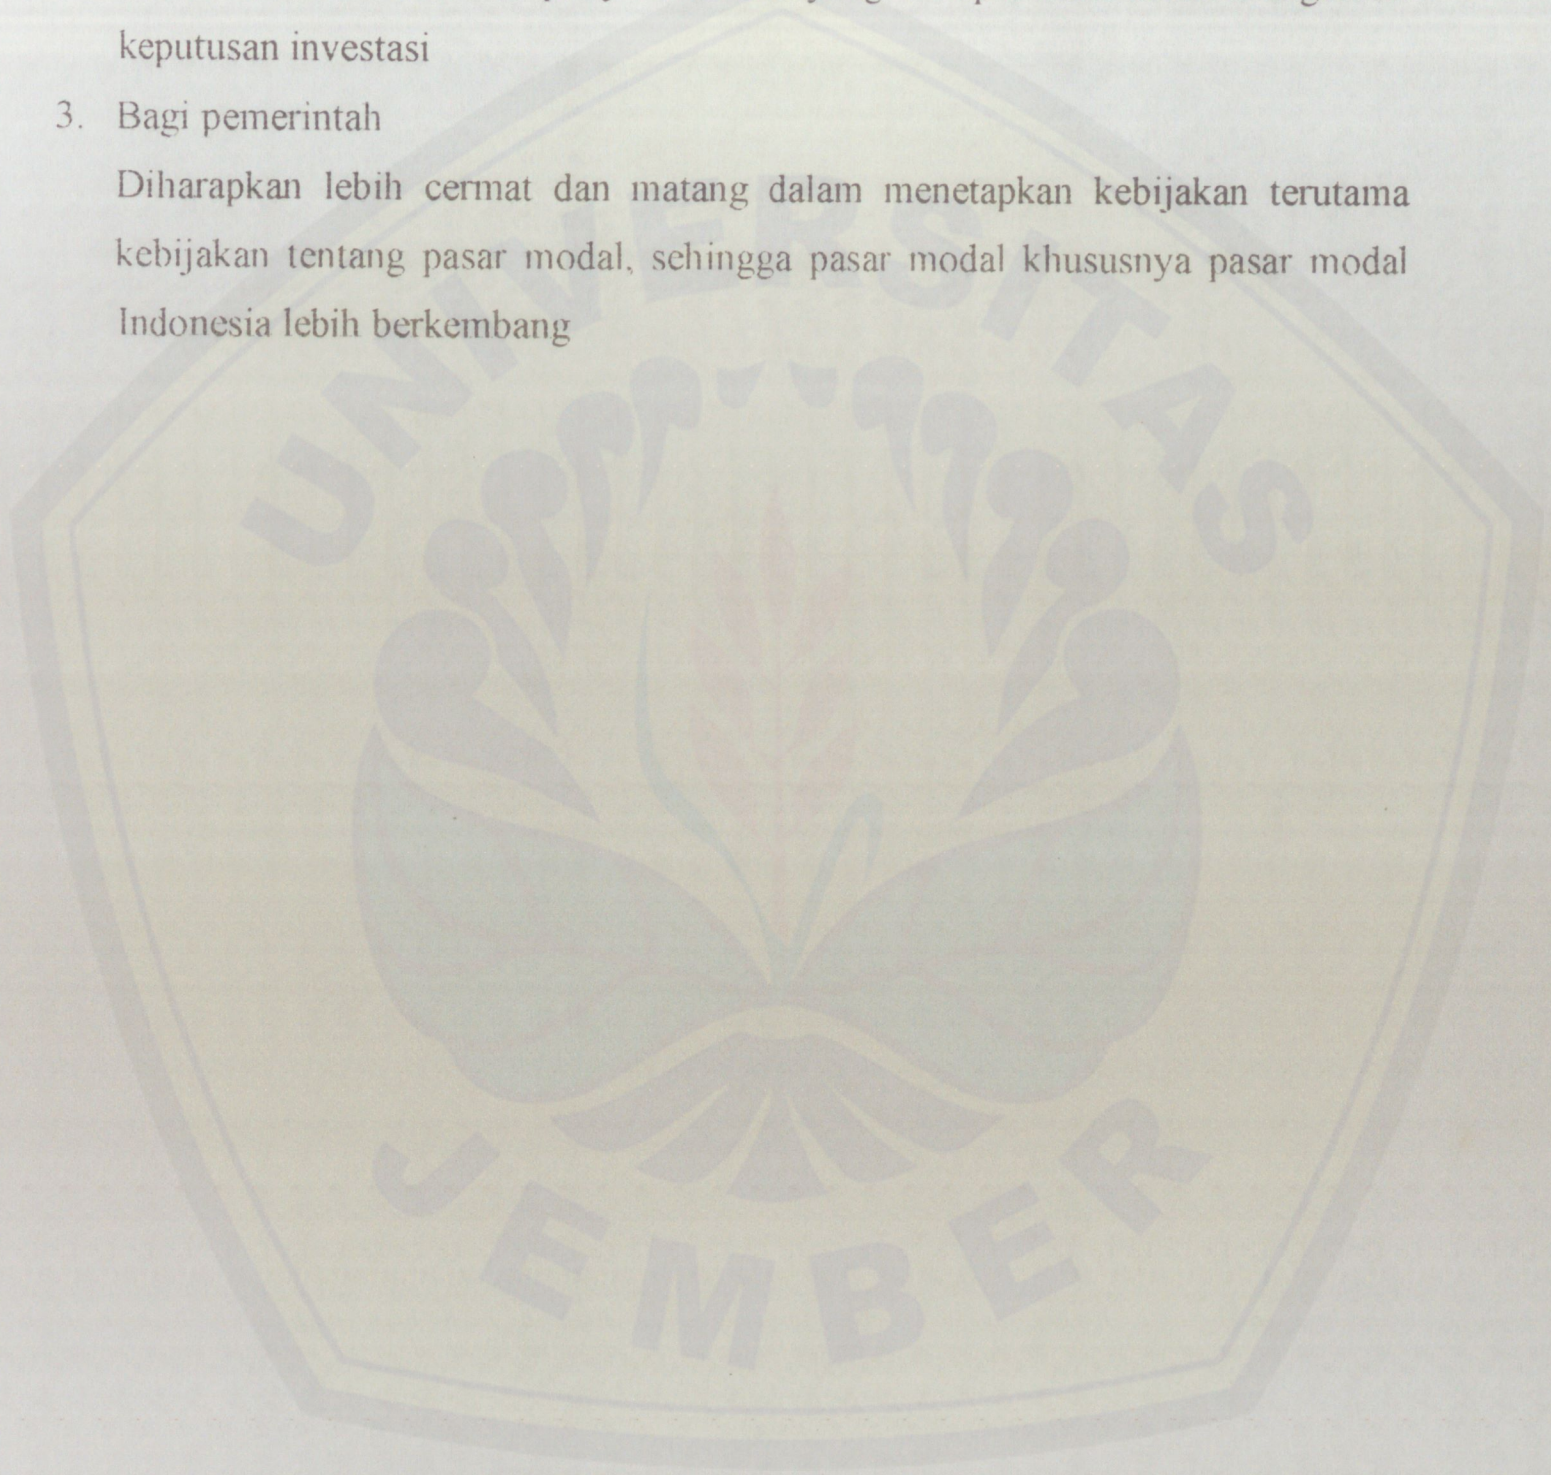 keputusan investasi
3. Bagi pemerintah
Diharapkan lebih cermat dan matang dalam menetapkan kebijakan terutama
kebijakan tentang pasar modal, sehingga pasar modal khususnya pasar modal
Indonesia lebih berkembang
UNIVERSITAS
JEMBER